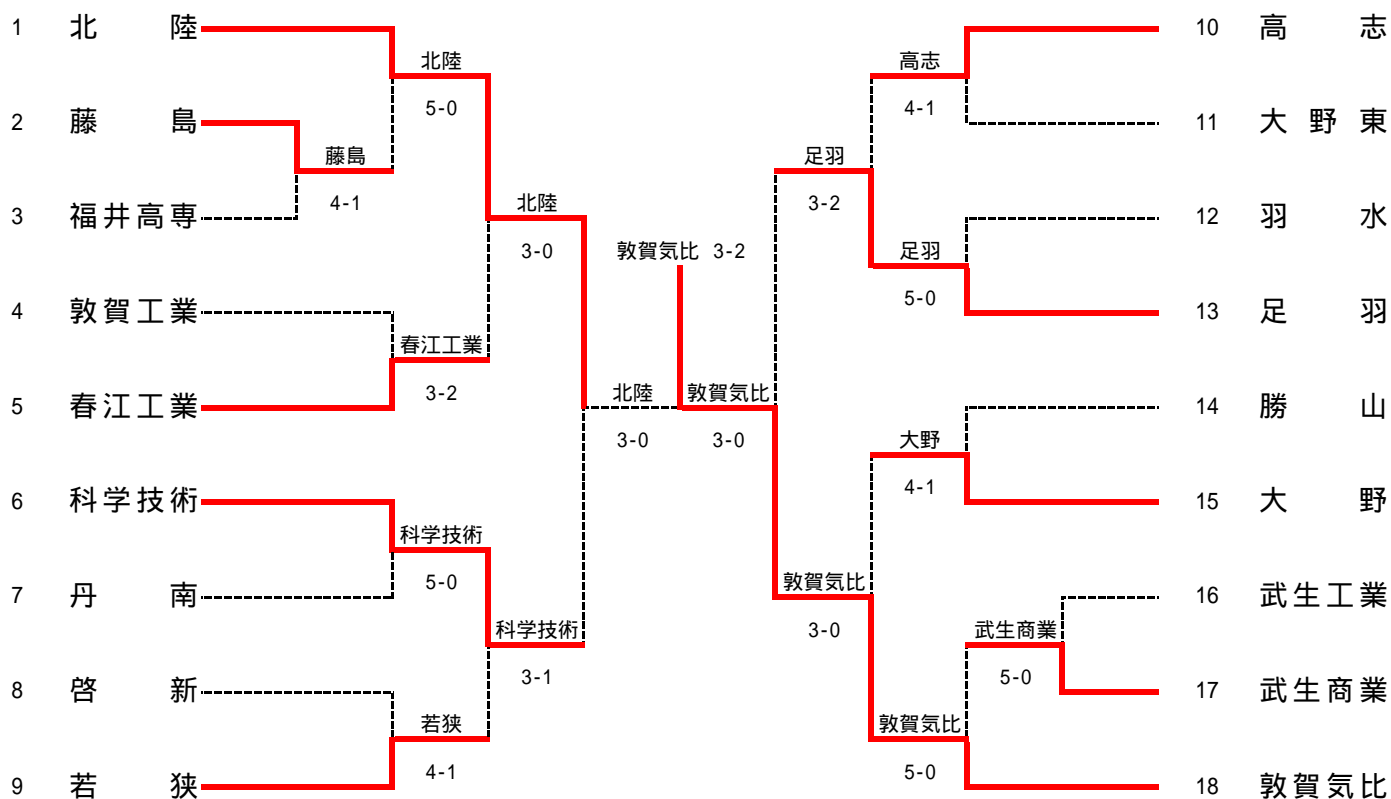 1 北陸
10 高志
北陸
高志
5-0
4-1
2 藤島
11 大野東
藤島
足羽
4-1
3-2
3 福井高専
12 羽水
北陸
3-0
敦賀気比 3-2
足羽
5-0
4 敦賀工業
13 足羽
春江工業
3-2
北陸
敦賀気比
3-0
3-0
5 春江工業
14 勝山
大野
4-1
6 科学技術
15 大野
科学技術
5-0
敦賀気比
3-0
7 丹南
16 武生工業
科学技術
3-1
武生商業
5-0
8 啓新
17 武生商業
若狭
4-1
敦賀気比
5-0
9 若狭
18 敦賀気比